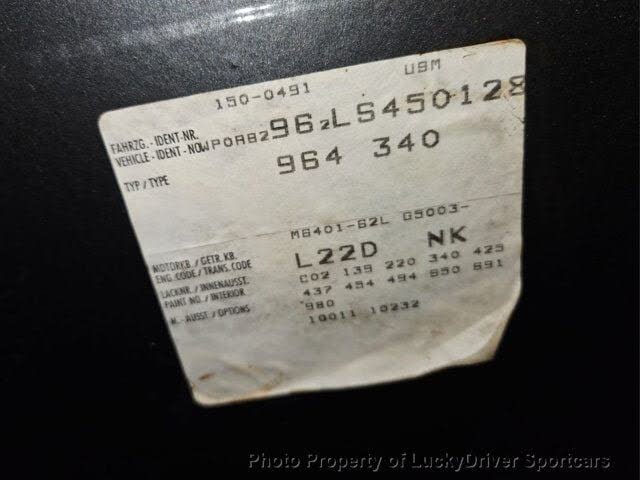 150-0491 USM
FAHRZG. - IDENT-NR.
VEHICLE - IDENT - NO WPOAB2962LS450128
TYP / TYPE 964 340
MOTORKB. / GETR. KB. M6401-62L G5003-
ENG. CODE / TRANS. CODE L22D NK
LACKNR. / INNENAUSST. C02 139 220 340 425
PAINT NO. / INTERIOR 437 454 494 650 691
M. - AUSST / OPTIONS 980
10011 10232
Photo Property of LuckyDriver Sportcars